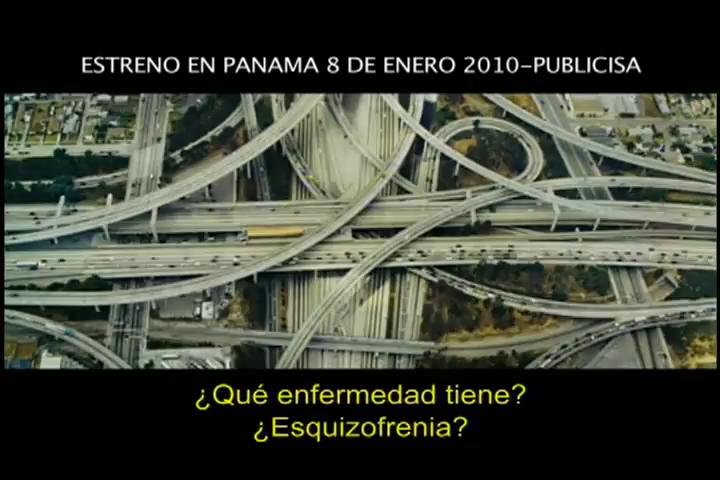 ESTRENO EN PANAMA 8 DE ENERO 2010-PUBLICISA
¿Qué enfermedad tiene?
¿Esquizofrenia?